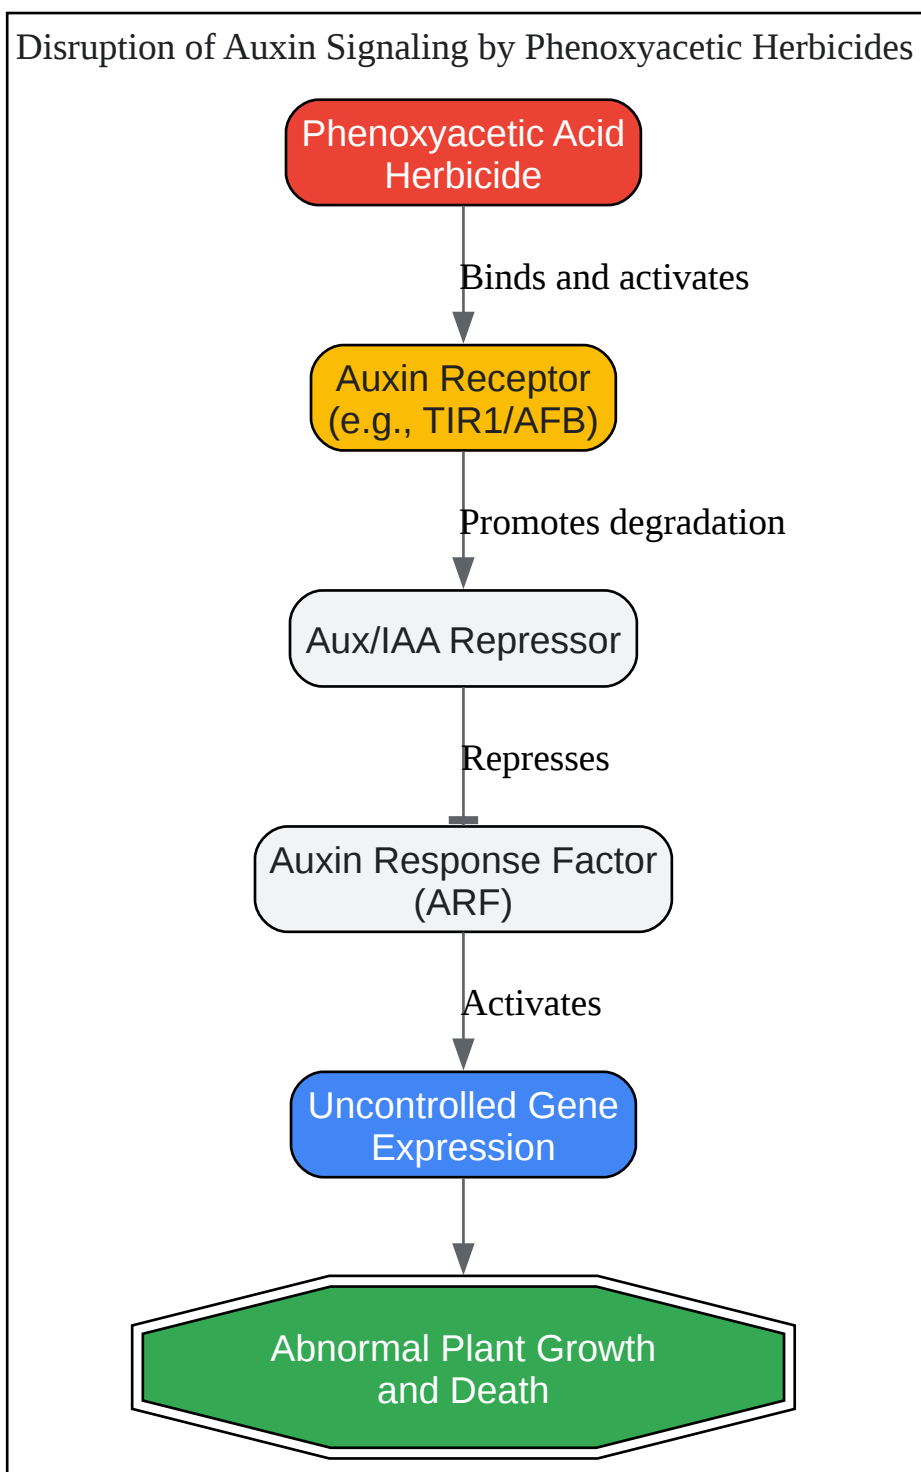 Disruption of Auxin Signaling by Phenoxyacetic Herbicides
Phenoxyacetic Acid
Herbicide
Binds and activates
Auxin Receptor
(e.g., TIR1/AFB)
Promotes degradation
Aux/IAA Repressor
Represses
Auxin Response Factor
(ARF)
Activates
Uncontrolled Gene
Expression
Abnormal Plant Growth
and Death